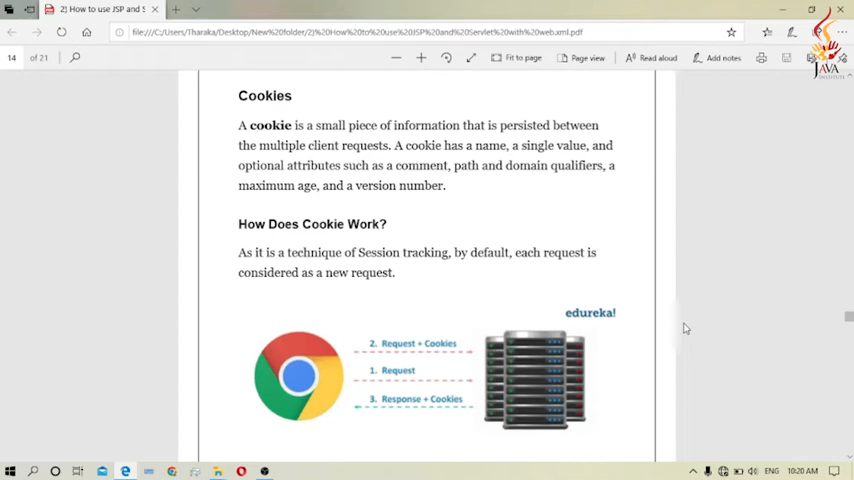 2) How to use JSP and S
file:///C:/Users/Tharaka/Desktop/New%20folder/2)%20How%20to%20use%20JSP%20and%20Servlet%20with%20web.xml.pdf
14 of 21
Fit to page
Page view
Read aloud
Add notes
JAVA
INSTITUTE
Cookies
A cookie is a small piece of information that is persisted between
the multiple client requests. A cookie has a name, a single value, and
optional attributes such as a comment, path and domain qualifiers, a
maximum age, and a version number.
How Does Cookie Work?
As it is a technique of Session tracking, by default, each request is
considered as a new request.
edureka!
2. Request + Cookies
1. Request
3. Response + Cookies
ENG
10:20 AM